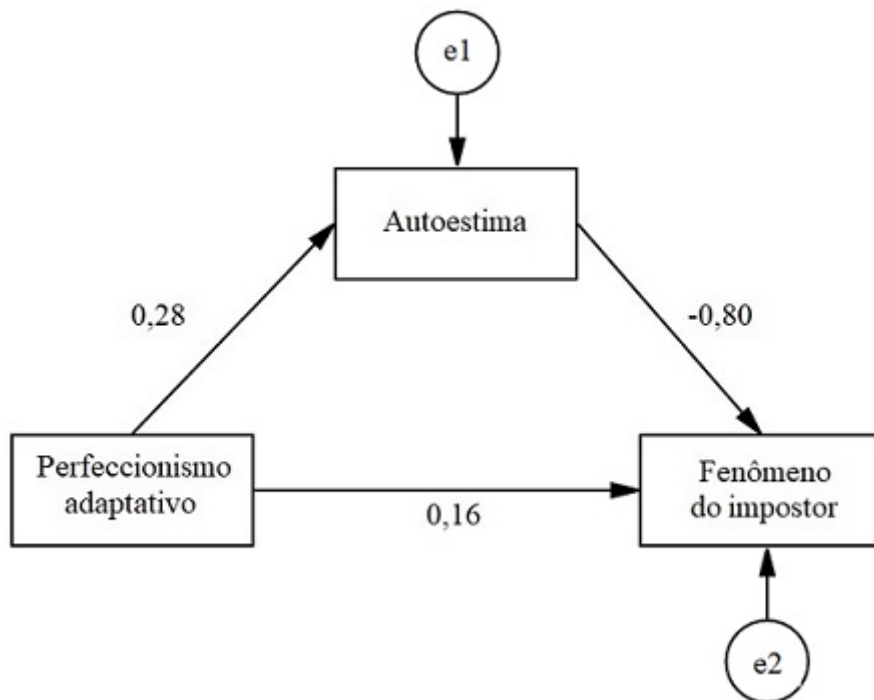 e1
Autoestima
0,28
-0,80
Perfeccionismo
adaptativo
0,16
Fenômeno
do impostor
e2